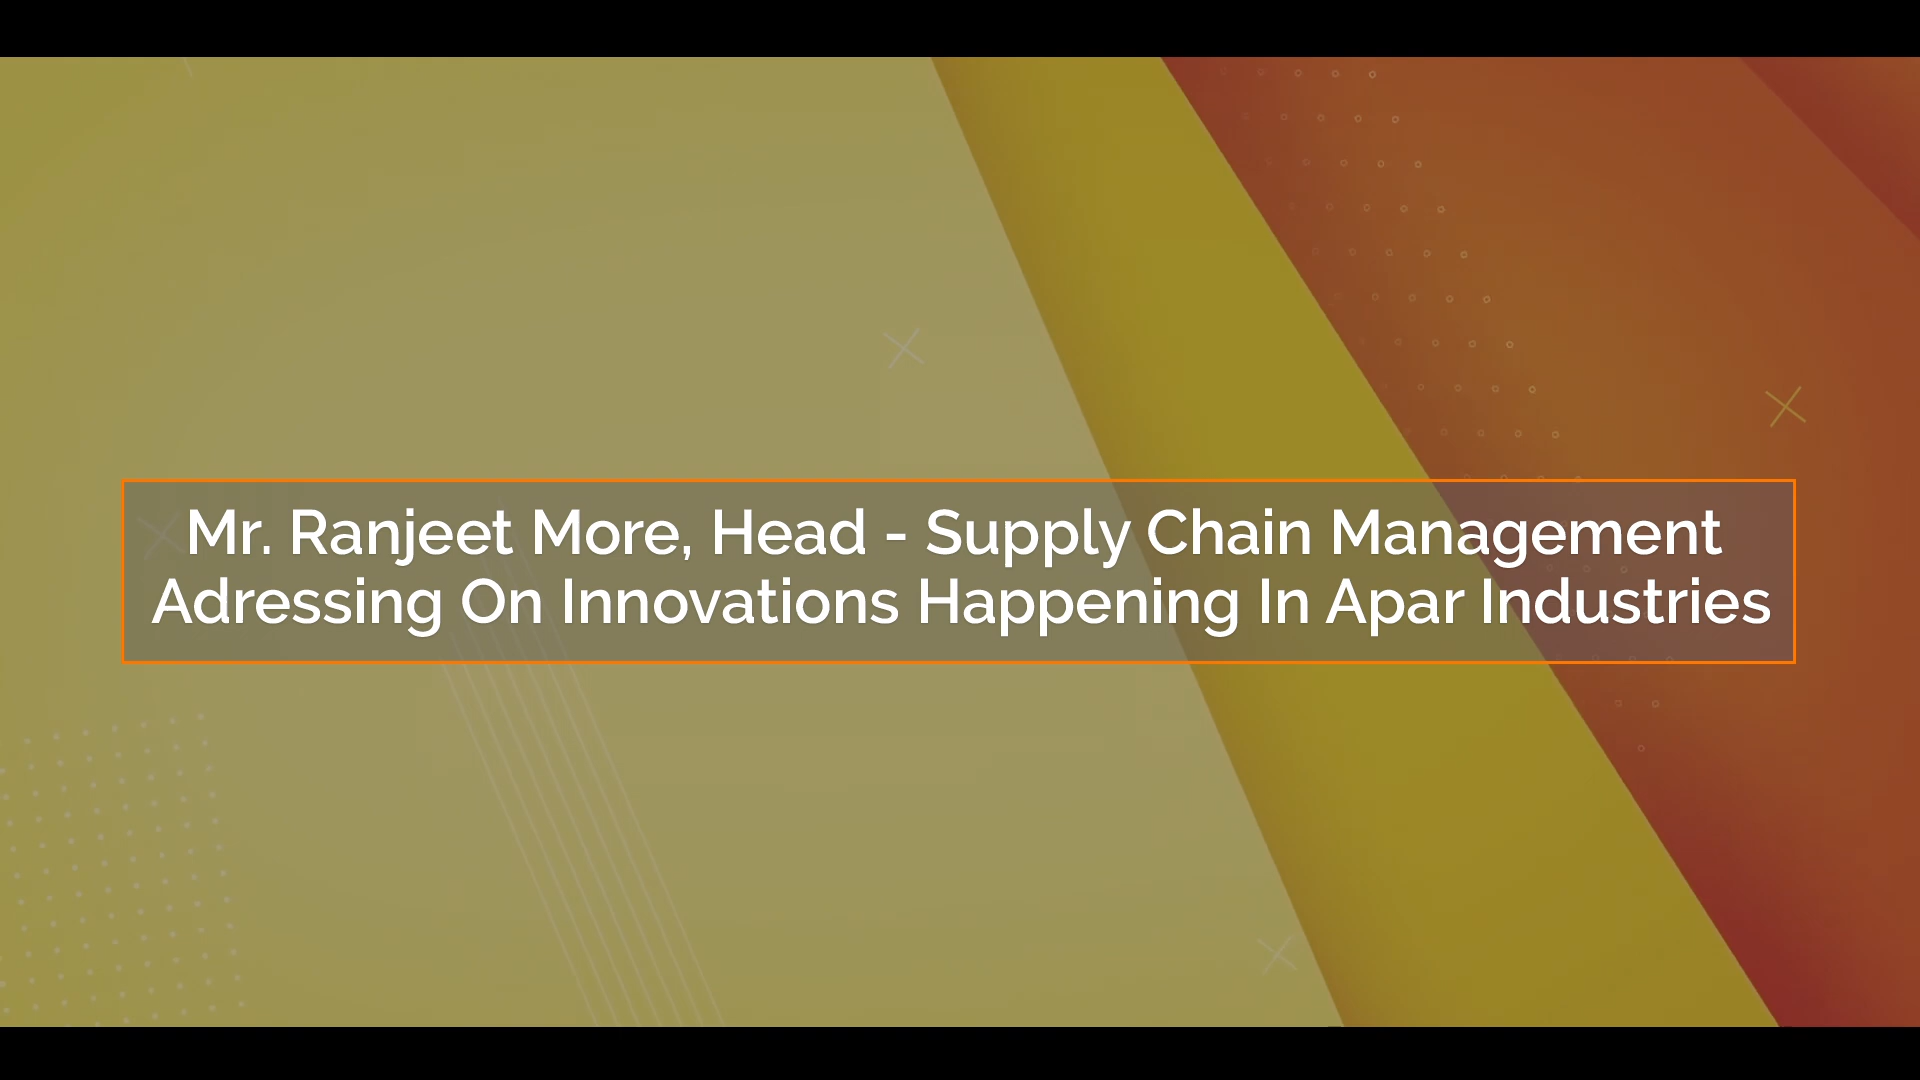 Mr. Ranjeet More, Head - Supply Chain Management
Adressing On Innovations Happening In Apar Industries